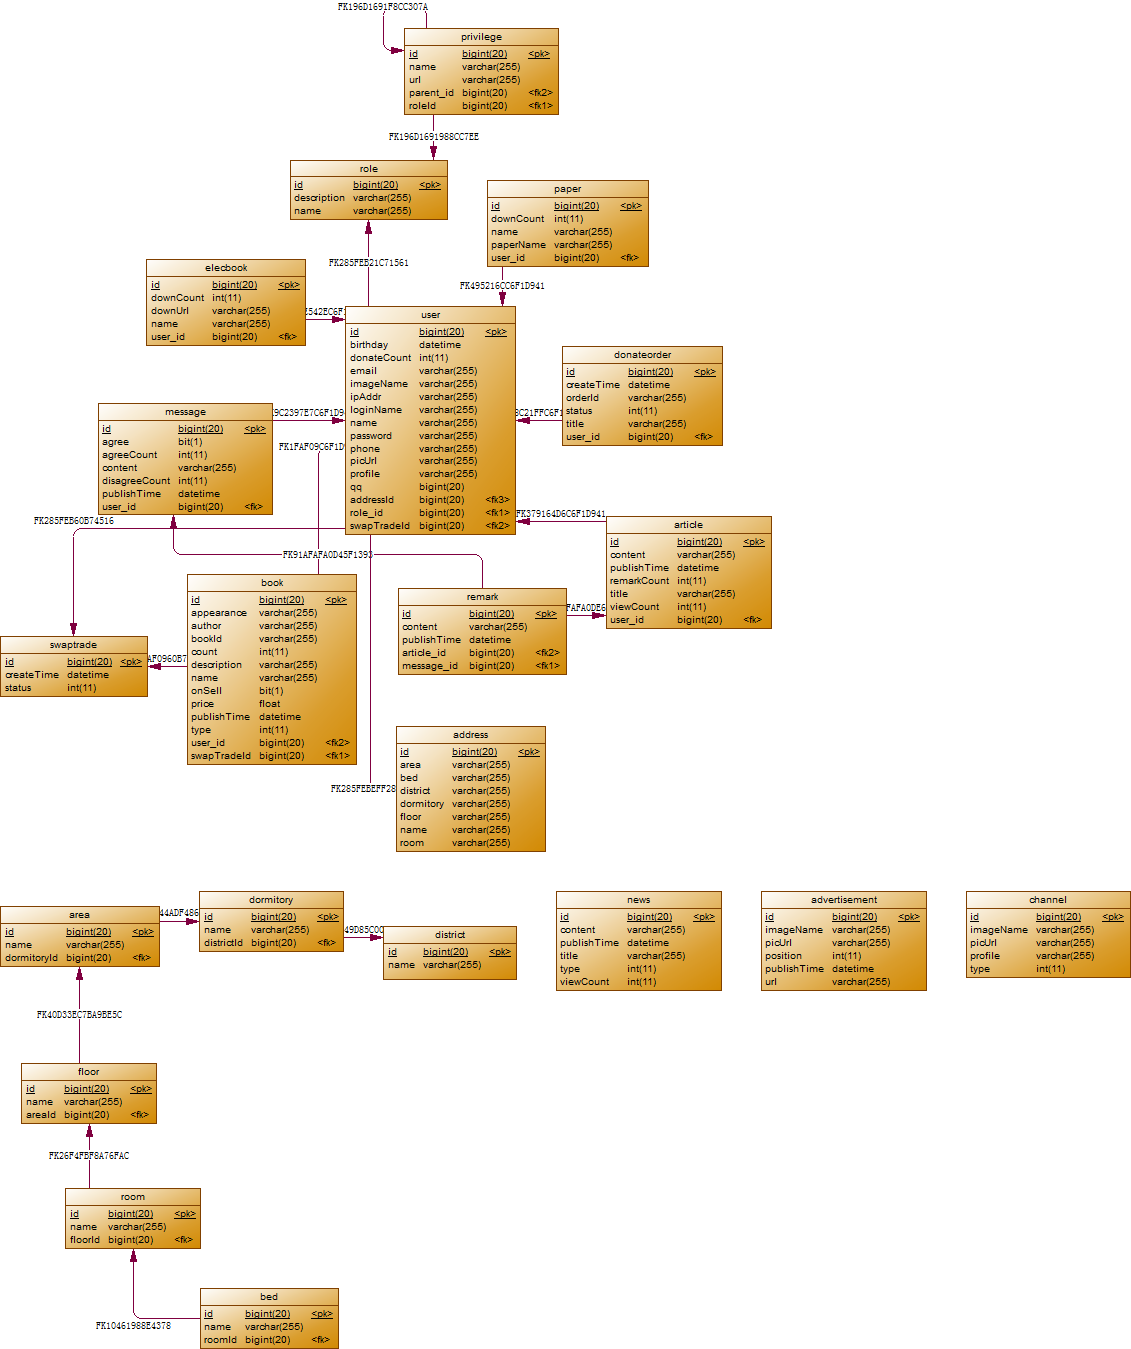 FK196D1691F8CC307A
privilege
id bigint(20) <pk>
name varchar(255)
url varchar(255)
parent_id bigint(20) <fk2>
roleId bigint(20) <fk1>
FK196D1691988CC7EE
role
id bigint(20) <pk>
description varchar(255)
name varchar(255)
paper
id bigint(20) <pk>
downCount int(11)
name varchar(255)
paperName varchar(255)
user_id bigint(20) <fk>
FK285FEB21C71561
FK495216CC6F1D941
elecbook
id bigint(20) <pk>
downCount int(11)
downUrl varchar(255)
name varchar(255)
user_id bigint(20) <fk>
542EC6F1
user
id bigint(20) <pk>
birthday datetime
donateCount int(11)
email varchar(255)
imageName varchar(255)
ipAddr varchar(255)
loginName varchar(255)
name varchar(255)
password varchar(255)
phone varchar(255)
picUrl varchar(255)
profile varchar(255)
qq bigint(20)
addressId bigint(20) <fk3>
role_id bigint(20) <fk1>
swapTradeId bigint(20) <fk2>
donateorder
id bigint(20) <pk>
createTime datetime
orderId varchar(255)
status int(11)
title varchar(255)
user_id bigint(20) <fk>
8C21FFC6F1
message
id bigint(20) <pk>
agree bit(1)
agreeCount int(11)
content varchar(255)
disagreeCount int(11)
publishTime datetime
user_id bigint(20) <fk>
9C2397E7C6F1D9
FK1FAF09C6F1D9
FK285FEB60B74516
FK379164D6C6F1D941
article
id bigint(20) <pk>
content varchar(255)
publishTime datetime
remarkCount int(11)
title varchar(255)
viewCount int(11)
user_id bigint(20) <fk>
FK91AFAFA0D45F1393
book
id bigint(20) <pk>
appearance varchar(255)
author varchar(255)
bookId varchar(255)
count int(11)
description varchar(255)
name varchar(255)
onSell bit(1)
price float
publishTime datetime
type int(11)
user_id bigint(20) <fk2>
swapTradeId bigint(20) <fk1>
remark
id bigint(20) <pk>
content varchar(255)
publishTime datetime
article_id bigint(20) <fk2>
message_id bigint(20) <fk1>
FAFA0DE6
swaptrade
id bigint(20) <pk>
createTime datetime
status int(11)
AF0960B7
address
id bigint(20) <pk>
area varchar(255)
bed varchar(255)
district varchar(255)
dormitory varchar(255)
floor varchar(255)
name varchar(255)
room varchar(255)
FK285FEBEFF28
area
id bigint(20) <pk>
name varchar(255)
dormitoryId bigint(20) <fk>
44ADF486
dormitory
id bigint(20) <pk>
name varchar(255)
districtId bigint(20) <fk>
49D85C00
district
id bigint(20) <pk>
name varchar(255)
news
id bigint(20) <pk>
content varchar(255)
publishTime datetime
title varchar(255)
type int(11)
viewCount int(11)
advertisement
id bigint(20) <pk>
imageName varchar(255)
picUrl varchar(255)
position int(11)
publishTime datetime
url varchar(255)
channel
id bigint(20) <pk>
imageName varchar(255)
picUrl varchar(255)
profile varchar(255)
type int(11)
FK40D33EC7BA9BE5C
floor
id bigint(20) <pk>
name varchar(255)
areaId bigint(20) <fk>
FK26F4FBF8A76FAC
room
id bigint(20) <pk>
name varchar(255)
floorId bigint(20) <fk>
FK10461988E4378
bed
id bigint(20) <pk>
name varchar(255)
roomId bigint(20) <fk>